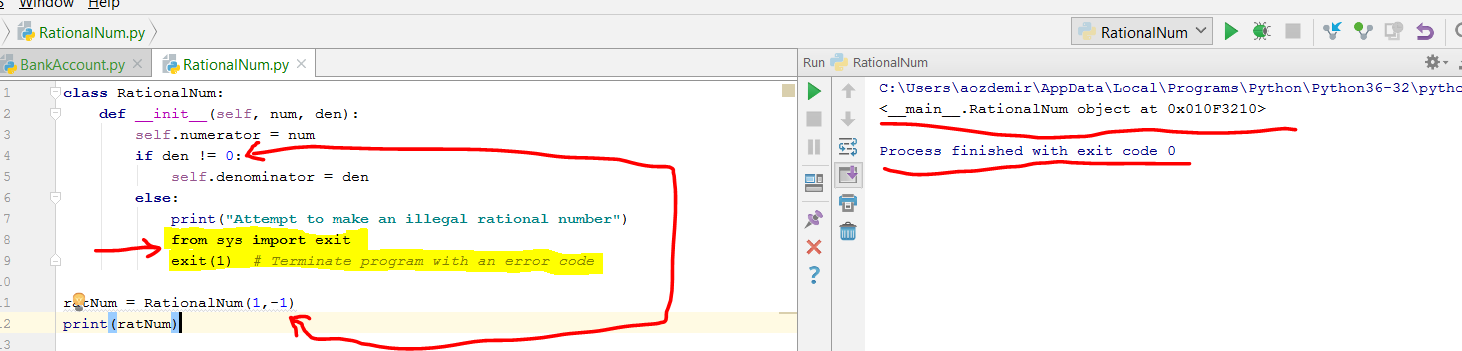 Window Help
RationalNum.py
RationalNum
BankAccount.py
RationalNum.py
Run RationalNum
1 class RationalNum:
2 def __init__(self, num, den):
3 self.numerator = num
4 if den != 0:
5 self.denominator = den
6 else:
7 print("Attempt to make an illegal rational number")
8 from sys import exit
9 exit(1) # Terminate program with an error code
10
11 ratNum = RationalNum(1,-1)
12 print(ratNum)
13
C:\Users\aozdemir\AppData\Local\Programs\Python\Python36-32\pytho
<__main__.RationalNum object at 0x010F3210>
Process finished with exit code 0